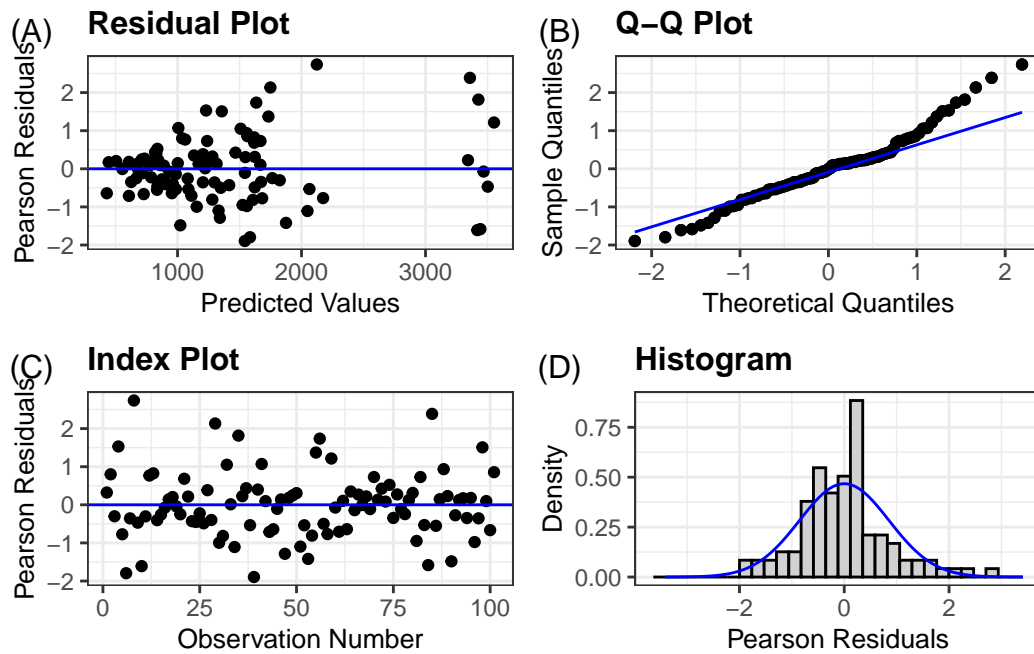 (A) Residual Plot
Pearson Residuals
2
1
0
−1
−2
1000 2000 3000
Predicted Values
(B) Q−Q Plot
Sample Quantiles
2
1
0
−1
−2
−2 −1 0 1 2
Theoretical Quantiles
(C) Index Plot
Pearson Residuals
2
1
0
−1
−2
0 25 50 75 100
Observation Number
(D) Histogram
Density
0.75
0.50
0.25
0.00
−2 0 2
Pearson Residuals